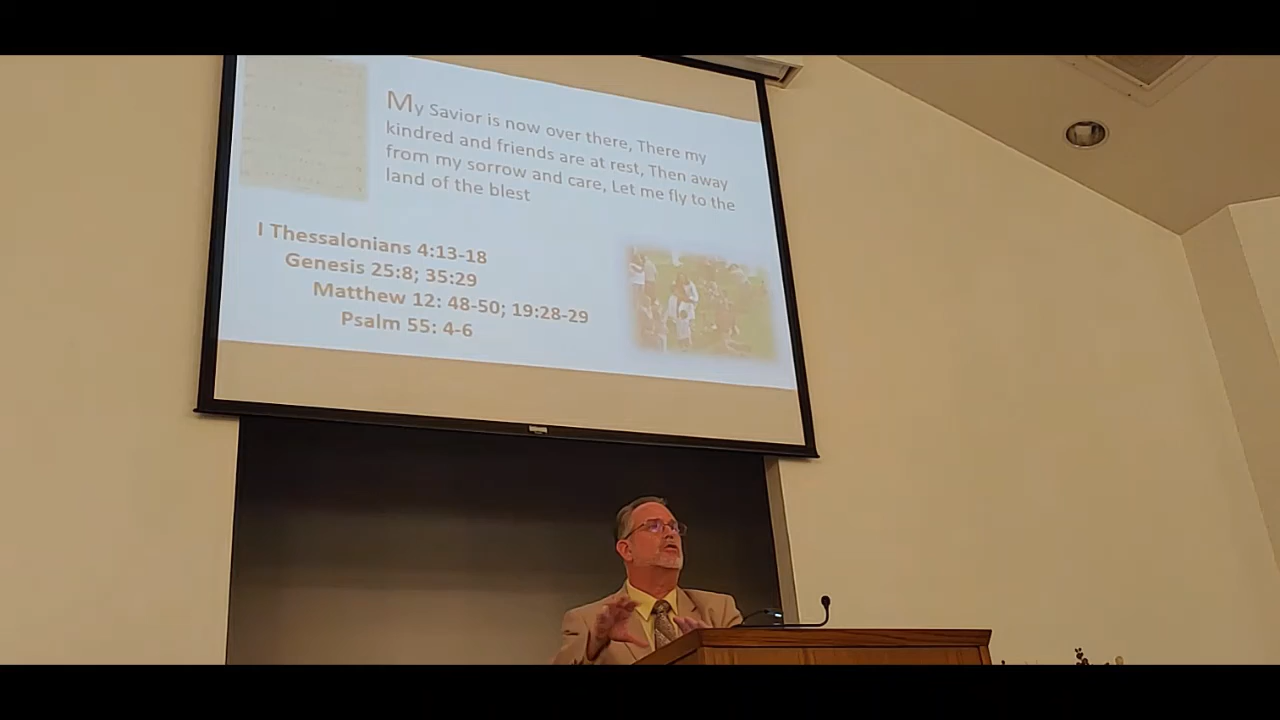 My Savior is now over there, There my
kindred and friends are at rest, Then away
from my sorrow and care, Let me fly to the
land of the blest
I Thessalonians 4:13-18
Genesis 25:8; 35:29
Matthew 12: 48-50; 19:28-29
Psalm 55: 4-6